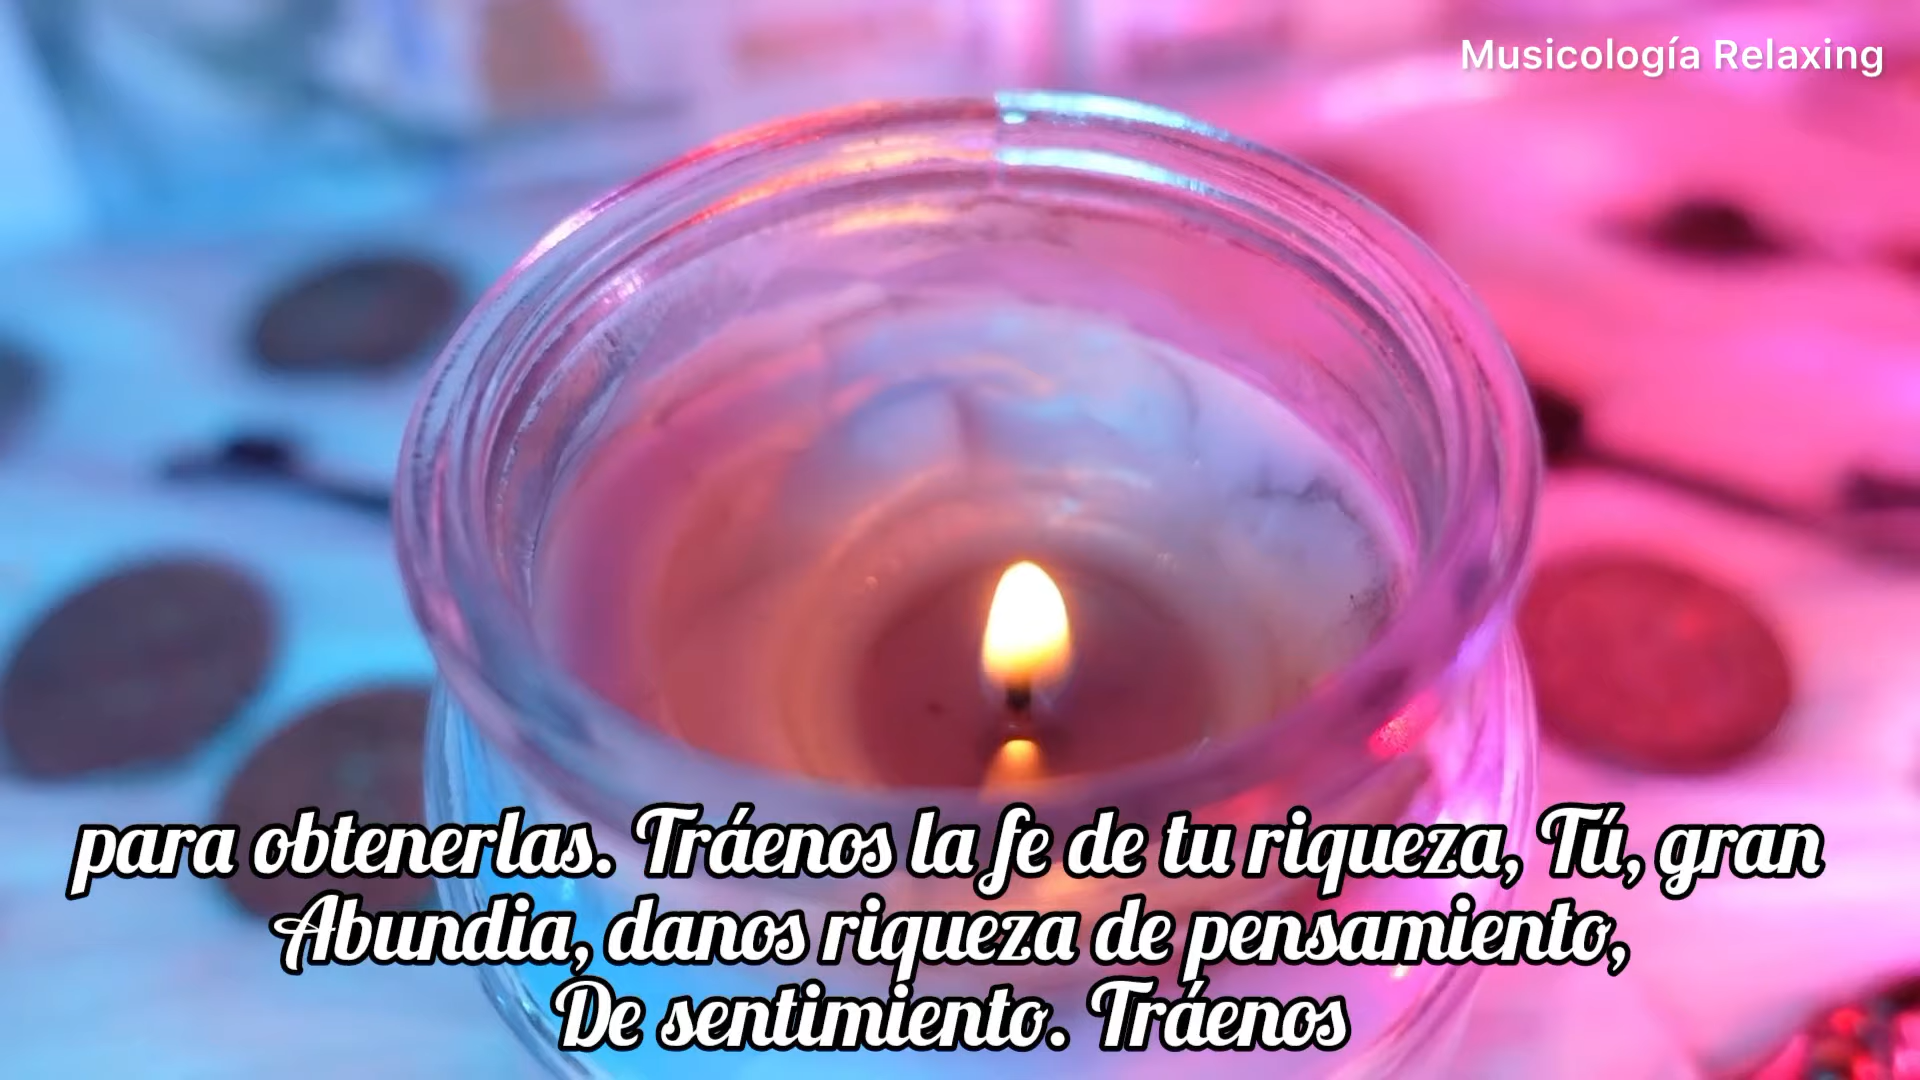 Musicología Relaxing
para obtenerlas. Tráenos la fe de tu riqueza, Tú, gran
Abundia, danos riqueza de pensamiento,
De sentimiento. Tráenos